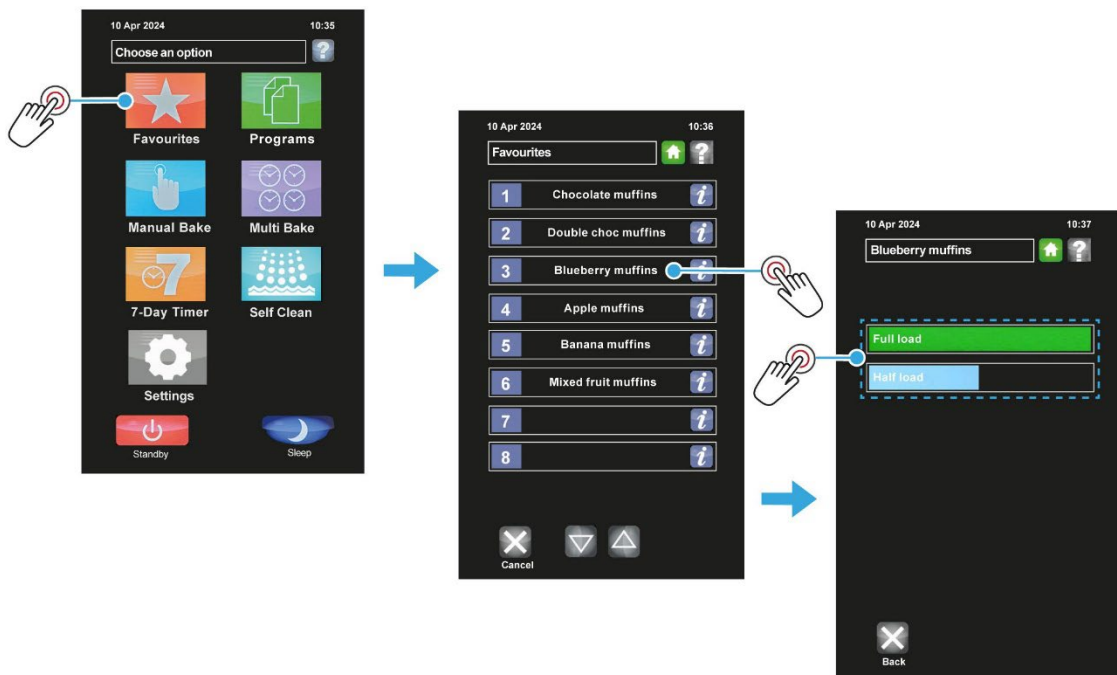 10 Apr 2024 10:35
Choose an option ?
Favourites Programs
Manual Bake Multi Bake
7
7-Day Timer Self Clean
Settings
Standby Sleep
10 Apr 2024 10:36
Favourites ?
1 Chocolate muffins i
2 Double choc muffins i
3 Blueberry muffins i
4 Apple muffins i
5 Banana muffins i
6 Mixed fruit muffins i
7 i
8 i
Cancel
10 Apr 2024 10:37
Blueberry muffins ?
Full load
Half load
Back